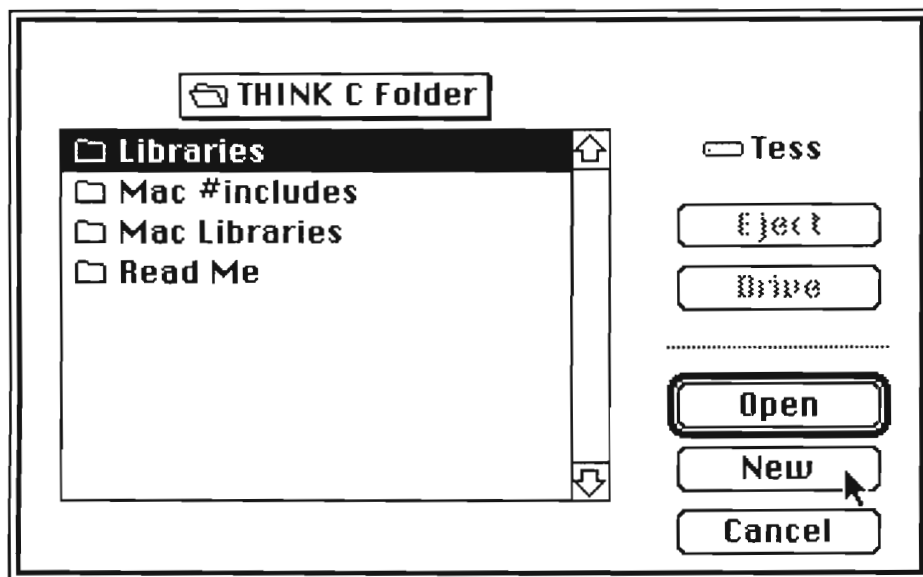 THINK C Folder
Libraries
Mac #includes
Mac Libraries
Read Me
Tess
Eject
Drive
Open
New
Cancel